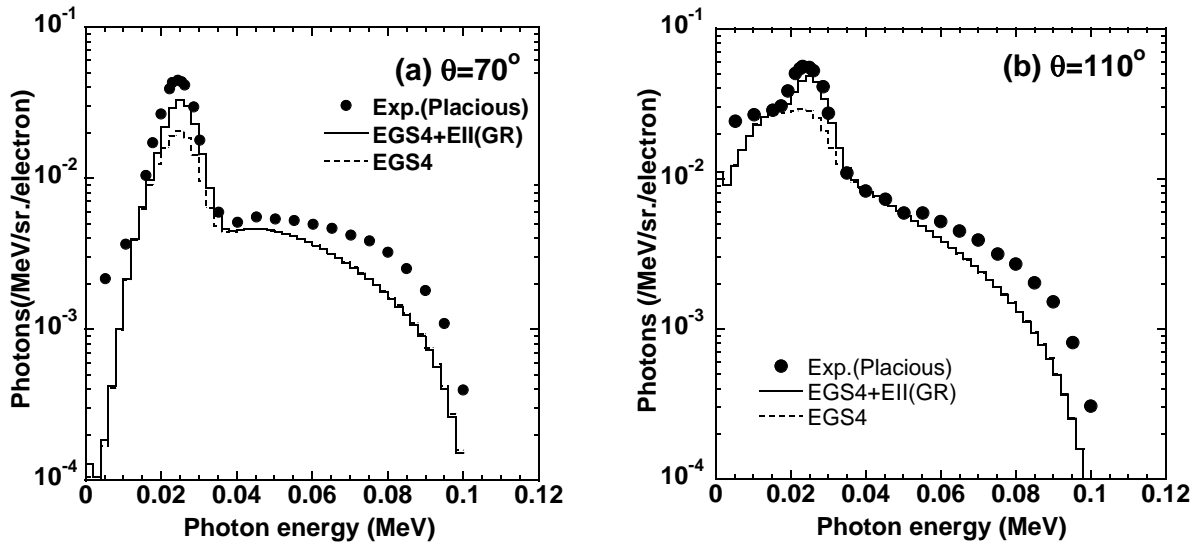 (a) θ=70°
Exp.(Placious)
EGS4+EII(GR)
EGS4
Photons(/MeV/sr./electron)
10⁻¹
10⁻²
10⁻³
10⁻⁴
0 0.02 0.04 0.06 0.08 0.1 0.12
Photon energy (MeV)
(b) θ=110°
Exp.(Placious)
EGS4+EII(GR)
EGS4
Photons (/MeV/sr./electron)
10⁻¹
10⁻²
10⁻³
10⁻⁴
0 0.02 0.04 0.06 0.08 0.1 0.12
Photon energy (MeV)